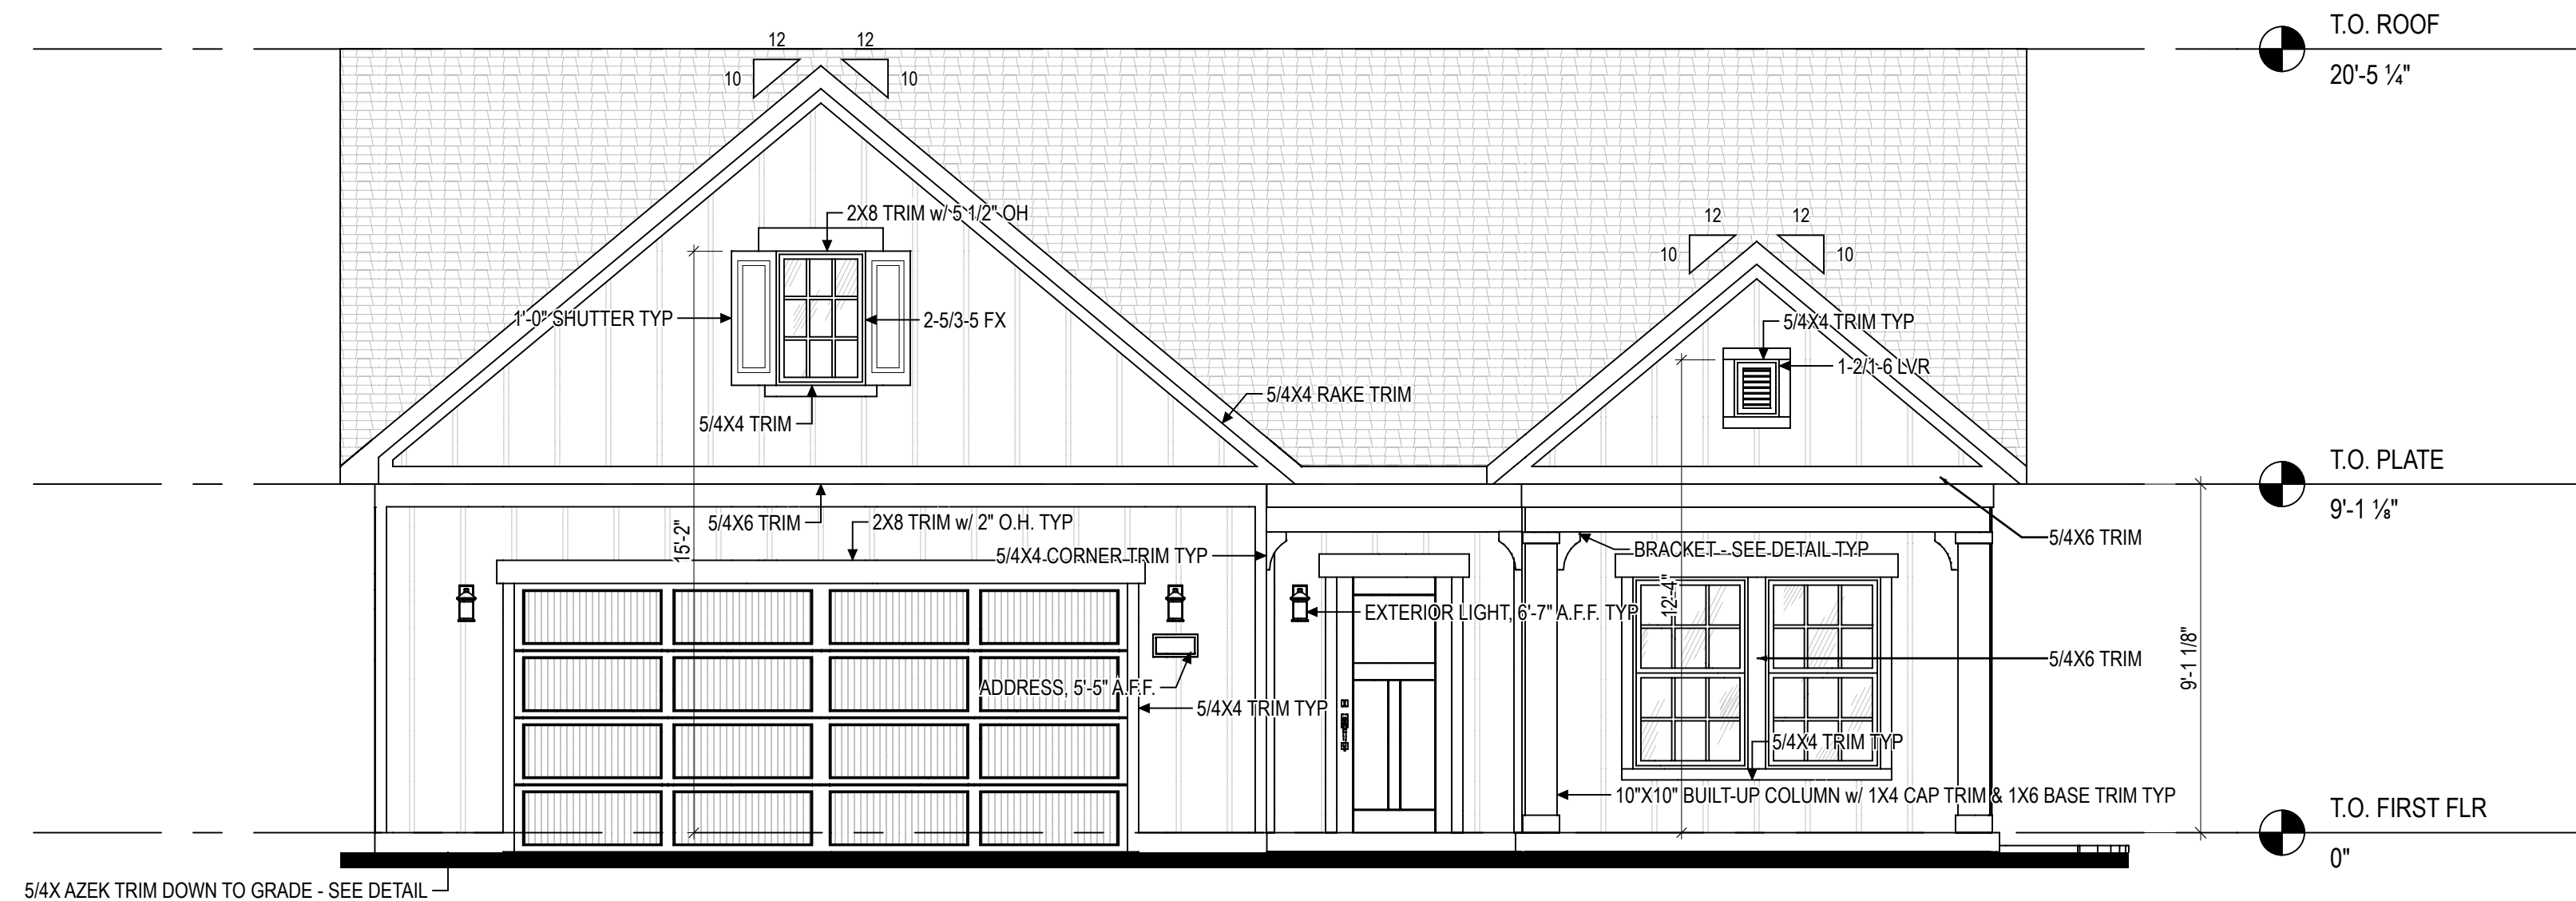 T.O. ROOF
20'-5 ¼"
12
12
10
10
2X8 TRIM w/ 5 1/2" OH
1'-0" SHUTTER TYP
2-5/3-5 FX
5/4X4 TRIM
5/4X4 RAKE TRIM
12
12
10
10
5/4X4 TRIM TYP
1-2/1-6 LVR
T.O. PLATE
9'-1 ⅛"
5/4X6 TRIM
15'-2"
2X8 TRIM w/ 2" O.H. TYP
5/4X4 CORNER TRIM TYP
BRACKET - SEE DETAIL TYP
5/4X6 TRIM
12'-4"
EXTERIOR LIGHT, 6'-7" A.F.F. TYP
5/4X6 TRIM
9'-1 1/8"
ADDRESS, 5'-5" A.F.F.
5/4X4 TRIM TYP
5/4X4 TRIM TYP
10"X10" BUILT-UP COLUMN w/ 1X4 CAP TRIM & 1X6 BASE TRIM TYP
T.O. FIRST FLR
0"
5/4X AZEK TRIM DOWN TO GRADE - SEE DETAIL